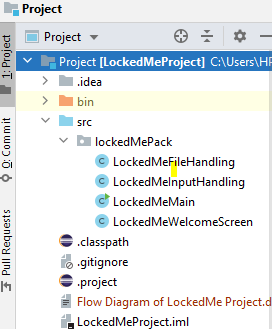 Project
1: Project
Project
Project [LockedMeProject] C:\Users\HP
.idea
bin
src
lockedMePack
LockedMeFileHandling
LockedMeInputHandling
LockedMeMain
LockedMeWelcomeScreen
.classpath
.gitignore
.project
Flow Diagram of LockedMe Project.d
LockedMeProject.iml
0: Commit
Pull Requests